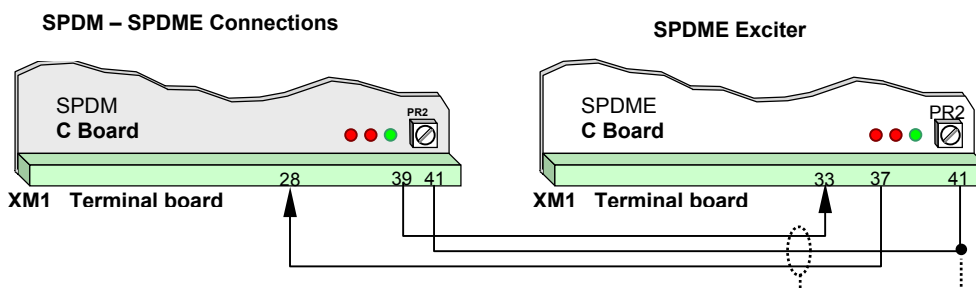 SPDM – SPDME Connections
SPDME Exciter
SPDM
C Board
PR2
28 39 41
XM1 Terminal board
SPDME
C Board
PR2
33 37 41
XM1 Terminal board